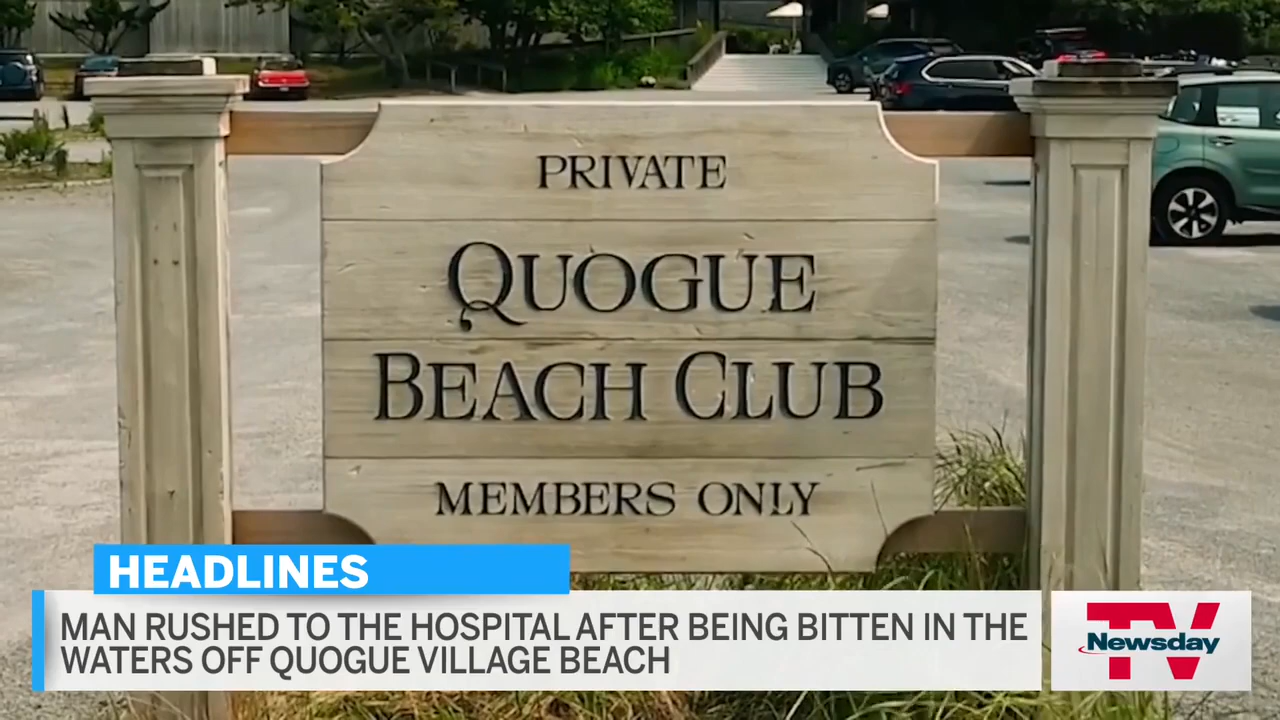 PRIVATE
QUOGUE
BEACH CLUB
MEMBERS ONLY
HEADLINES
MAN RUSHED TO THE HOSPITAL AFTER BEING BITTEN IN THE
WATERS OFF QUOGUE VILLAGE BEACH
TV
Newsday